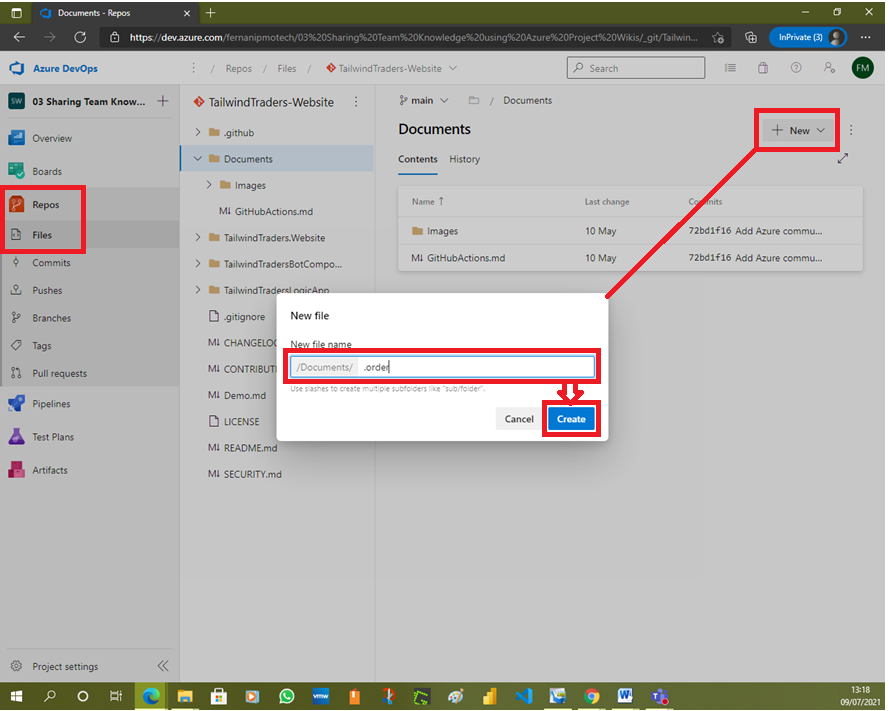 Documents - Repos
https://dev.azure.com/fernanipmotech/03%20Sharing%20Team%20Knowledge%20using%20Azure%20Project%20Wikis/_git/Tailwin...
InPrivate (3)
Azure DevOps
/ Repos / Files / TailwindTraders-Website
Search
FM
SW 03 Sharing Team Know...
Overview
Boards
Repos
Files
Commits
Pushes
Branches
Tags
Pull requests
Pipelines
Test Plans
Artifacts
Project settings
TailwindTraders-Website
.github
Documents
Images
M↓ GitHubActions.md
TailwindTraders.Website
TailwindTradersBotCompo...
TailwindTradersLogicApp
.gitignore
M↓ CHANGELOG
M↓ CONTRIBUTI
M↓ Demo.md
LICENSE
M↓ README.md
M↓ SECURITY.md
main / Documents
Documents
New
Contents History
Name ↑ Last change Commits
Images 10 May 72bd1f16 Add Azure commu...
M↓ GitHubActions.md 10 May 72bd1f16 Add Azure commu...
New file
New file name
/Documents/ .order
Use slashes to create multiple subfolders like "sub/folder".
Cancel Create
vmw
13:18
09/07/2021